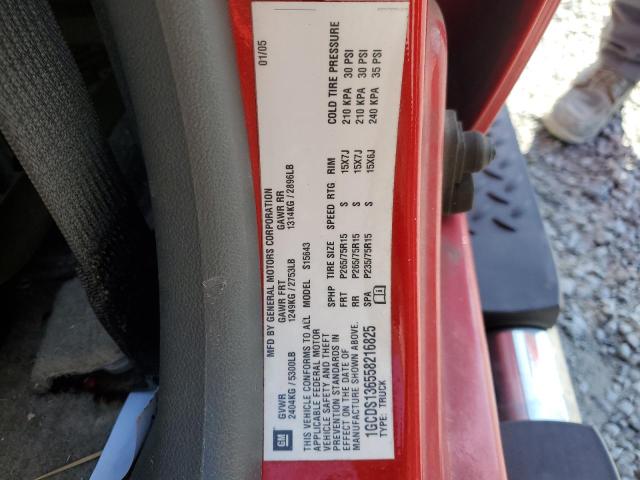 GM
MFD BY GENERAL MOTORS CORPORATION
01/05
GVWR GAWR FRT GAWR RR
2404KG / 5300LB 1249KG / 2753LB 1314KG / 2896LB
THIS VEHICLE CONFORMS TO ALL MODEL S15643
APPLICABLE FEDERAL MOTOR
VEHICLE SAFETY AND THEFT
PREVENTION STANDARDS IN
EFFECT ON THE DATE OF
MANUFACTURE SHOWN ABOVE.
1GCDS136558216825
TYPE: TRUCK
COLD TIRE PRESSURE
SPHP TIRE SIZE SPEED RTG RIM
FRT P265/75R15 S 15X7J 210 KPA 30 PSI
RR P265/75R15 S 15X7J 210 KPA 30 PSI
SPA P235/75R15 S 15X6J 240 KPA 35 PSI